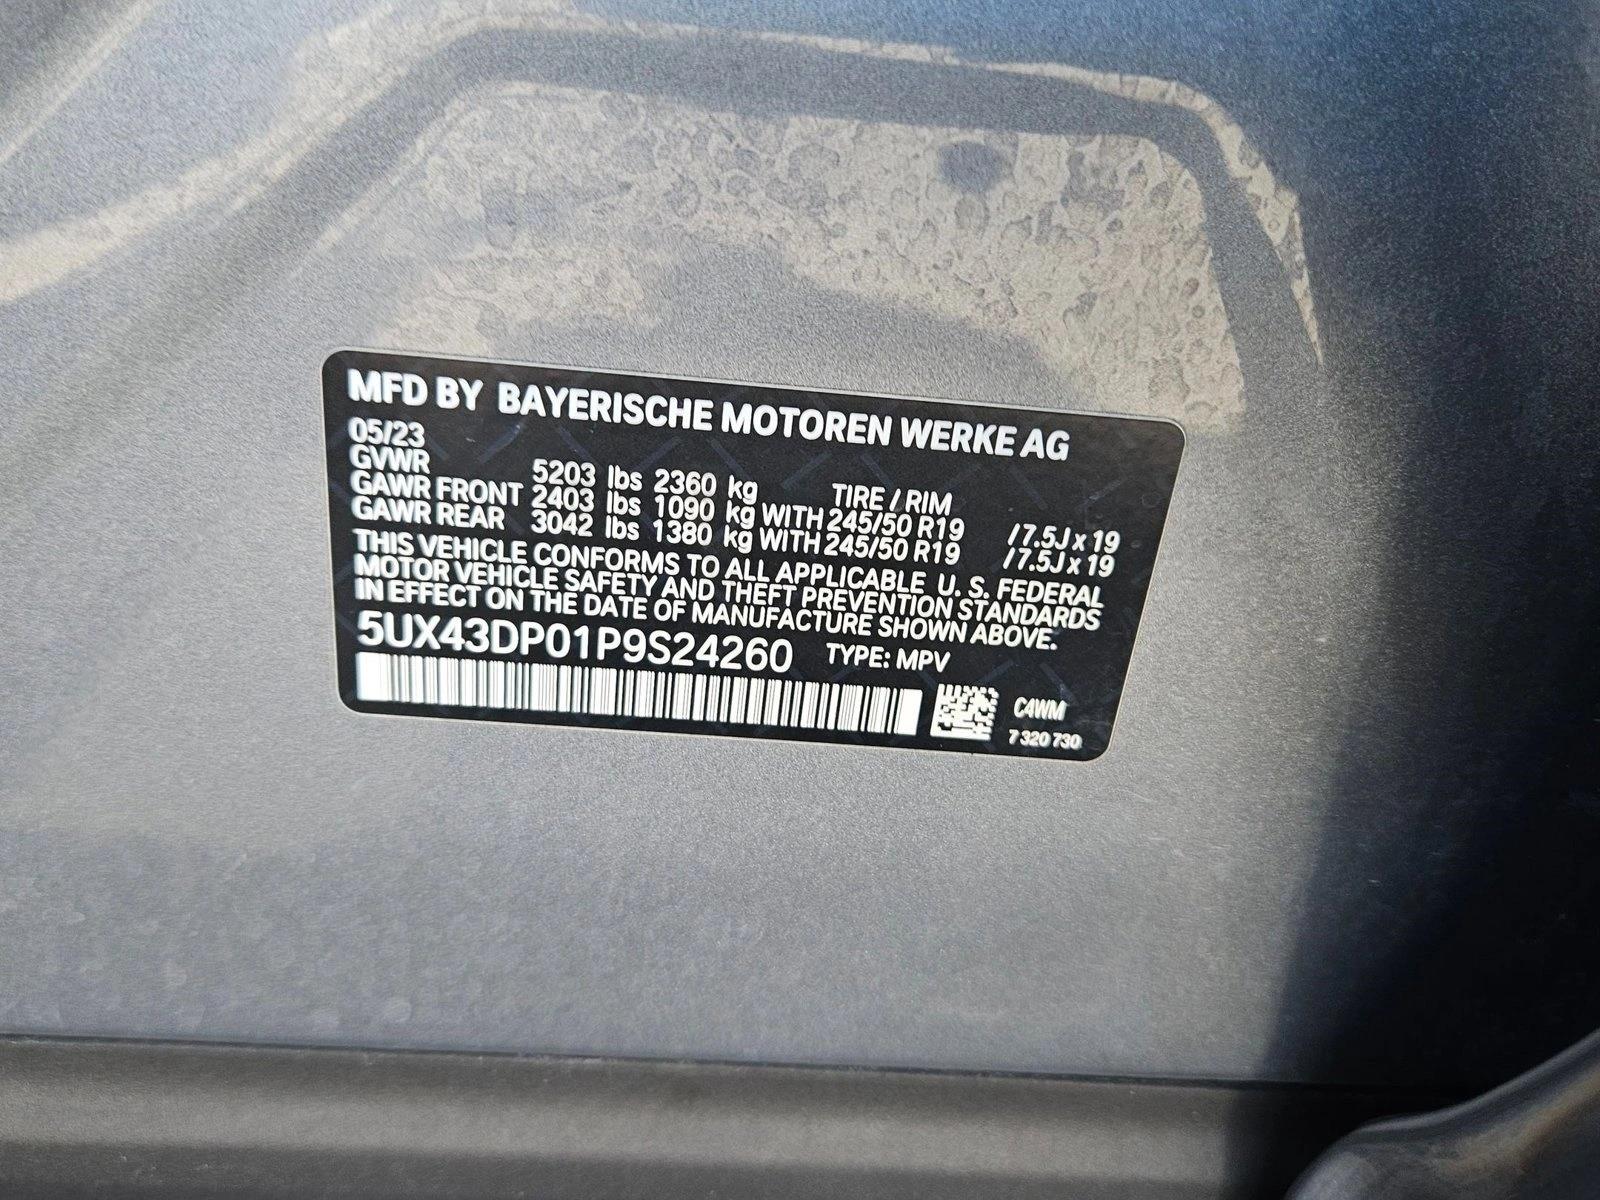 MFD BY BAYERISCHE MOTOREN WERKE AG
05/23
GVWR 5203 lbs 2360 kg TIRE / RIM
GAWR FRONT 2403 lbs 1090 kg WITH 245/50 R19 /7.5J x 19
GAWR REAR 3042 lbs 1380 kg WITH 245/50 R19 /7.5J x 19
THIS VEHICLE CONFORMS TO ALL APPLICABLE U. S. FEDERAL
MOTOR VEHICLE SAFETY AND THEFT PREVENTION STANDARDS
IN EFFECT ON THE DATE OF MANUFACTURE SHOWN ABOVE.
5UX43DP01P9S24260 TYPE: MPV
C4WM
7 320 730